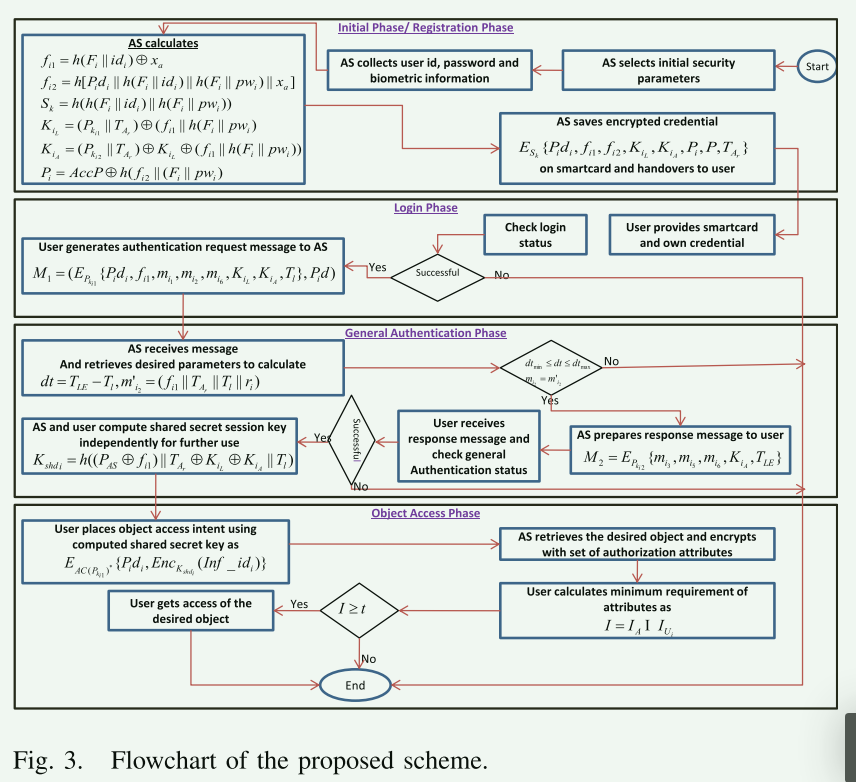 Initial Phase/ Registration Phase
Start
AS selects initial security
parameters
AS collects user id, password and
biometric information
AS calculates
f_{i1} = h(F_i || id_i) ⊕ x_a
f_{i2} = h[P_i d_i || h(F_i || id_i) || h(F_i || pw_i) || x_a]
S_k = h(h(F_i || id_i) || h(F_i || pw_i))
K_{i_L} = (P_{k_{i1}} || T_{A_r}) ⊕ (f_{i1} || h(F_i || pw_i)
K_{i_A} = (P_{k_{i2}} || T_{A_r}) ⊕ K_{i_L} ⊕ (f_{i1} || h(F_i || pw_i))
P_i = AccP ⊕ h(f_{i2} || (F_i || pw_i)
AS saves encrypted credential
E_{S_k} {P_i d_i, f_{i1}, f_{i2}, K_{i_L}, K_{i_A}, P_i, P, T_{A_r}}
on smartcard and handovers to user
Login Phase
User provides smartcard
and own credential
Check login
status
Successful
Yes
No
User generates authentication request message to AS
M_1 = (E_{P_{k_{i1}}} {P_i d_i, f_{i1}, m_{i_1}, m_{i_2}, m_{i_6}, K_{i_L}, K_{i_A}, T_l}, P_i d)
General Authentication Phase
AS receives message
And retrieves desired parameters to calculate
dt = T_{LE} − T_l, m'_{i_2} = (f_{i1} || T_{A_r} || T_l || r_i)
dt_{min} ≤ dt ≤ dt_{max}
m_{i_2} = m'_{i_2}
No
Yes
AS prepares response message to user
M_2 = E_{P_{k_{i2}}} {m_{i_3}, m_{i_5}, m_{i_6}, K_{i_A}, T_{LE}}
User receives
response message and
check general
Authentication status
Successful
Yes
No
AS and user compute shared secret session key
independently for further use
K_{shd_i} = h((P_{AS} ⊕ f_{i1}) || T_{A_r} ⊕ K_{i_L} ⊕ K_{i_A} || T_l)
Object Access Phase
User places object access intent using
computed shared secret key as
E_{AC(P_{k_{i1}})^*} {P_i d_i, Enc_{K_{shd_i}} (Inf _ id_i)}
AS retrieves the desired object and encrypts
with set of authorization attributes
User calculates minimum requirement of
attributes as
I = I_A I I_{U_i}
I ≥ t
Yes
No
User gets access of the
desired object
End
Fig. 3. Flowchart of the proposed scheme.